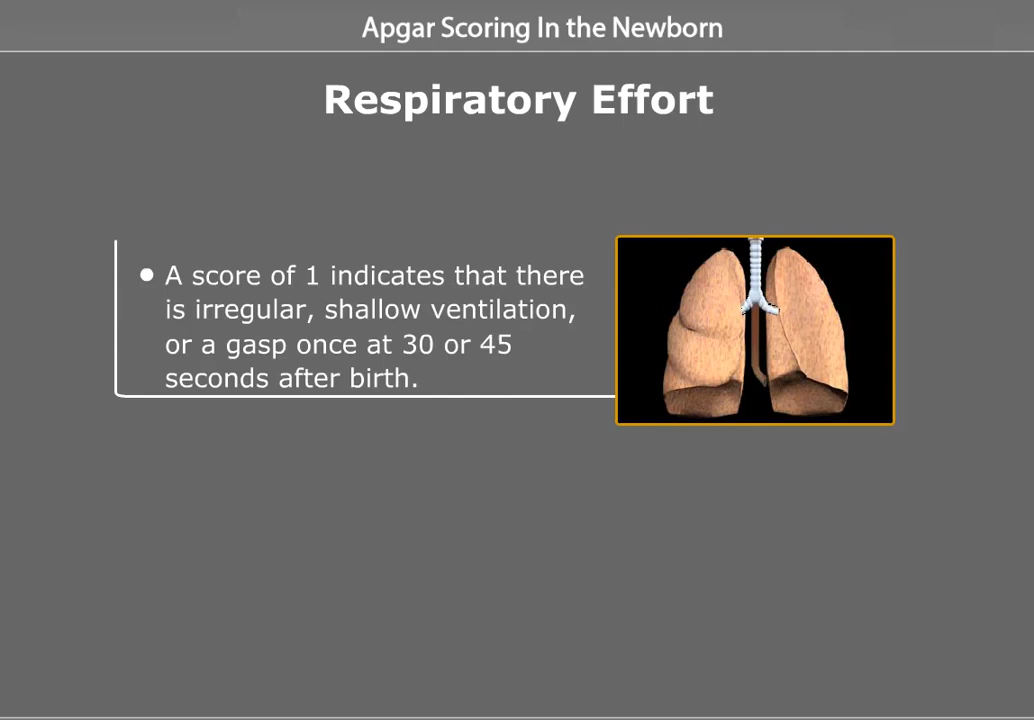 Apgar Scoring In the Newborn
Respiratory Effort
• A score of 1 indicates that there
is irregular, shallow ventilation,
or a gasp once at 30 or 45
seconds after birth.